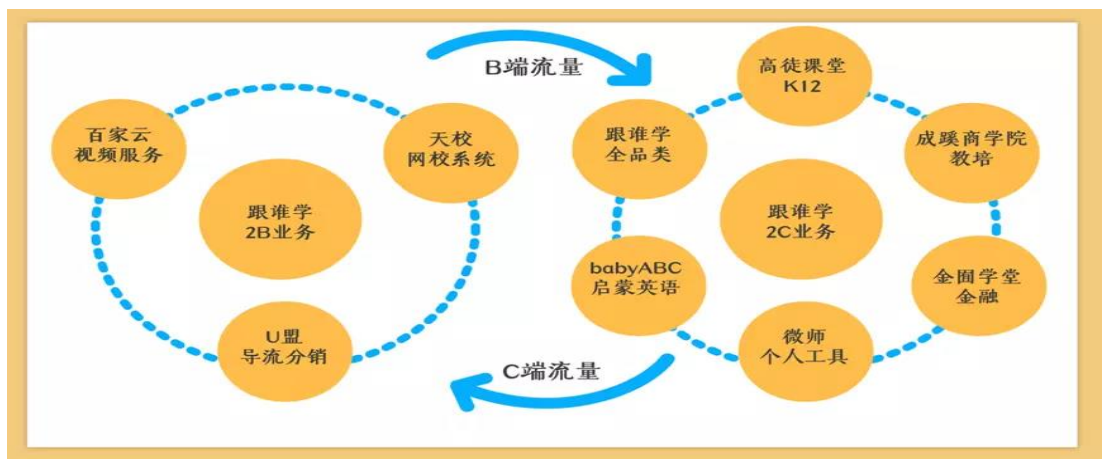 B端流量
百家云
视频服务
天校
网校系统
跟谁学
2B业务
U盟
导流分销
高徒课堂
K12
跟谁学
全品类
成蹊商学院
教培
跟谁学
2C业务
babyABC
启蒙英语
金囿学堂
金融
微师
个人工具
C端流量